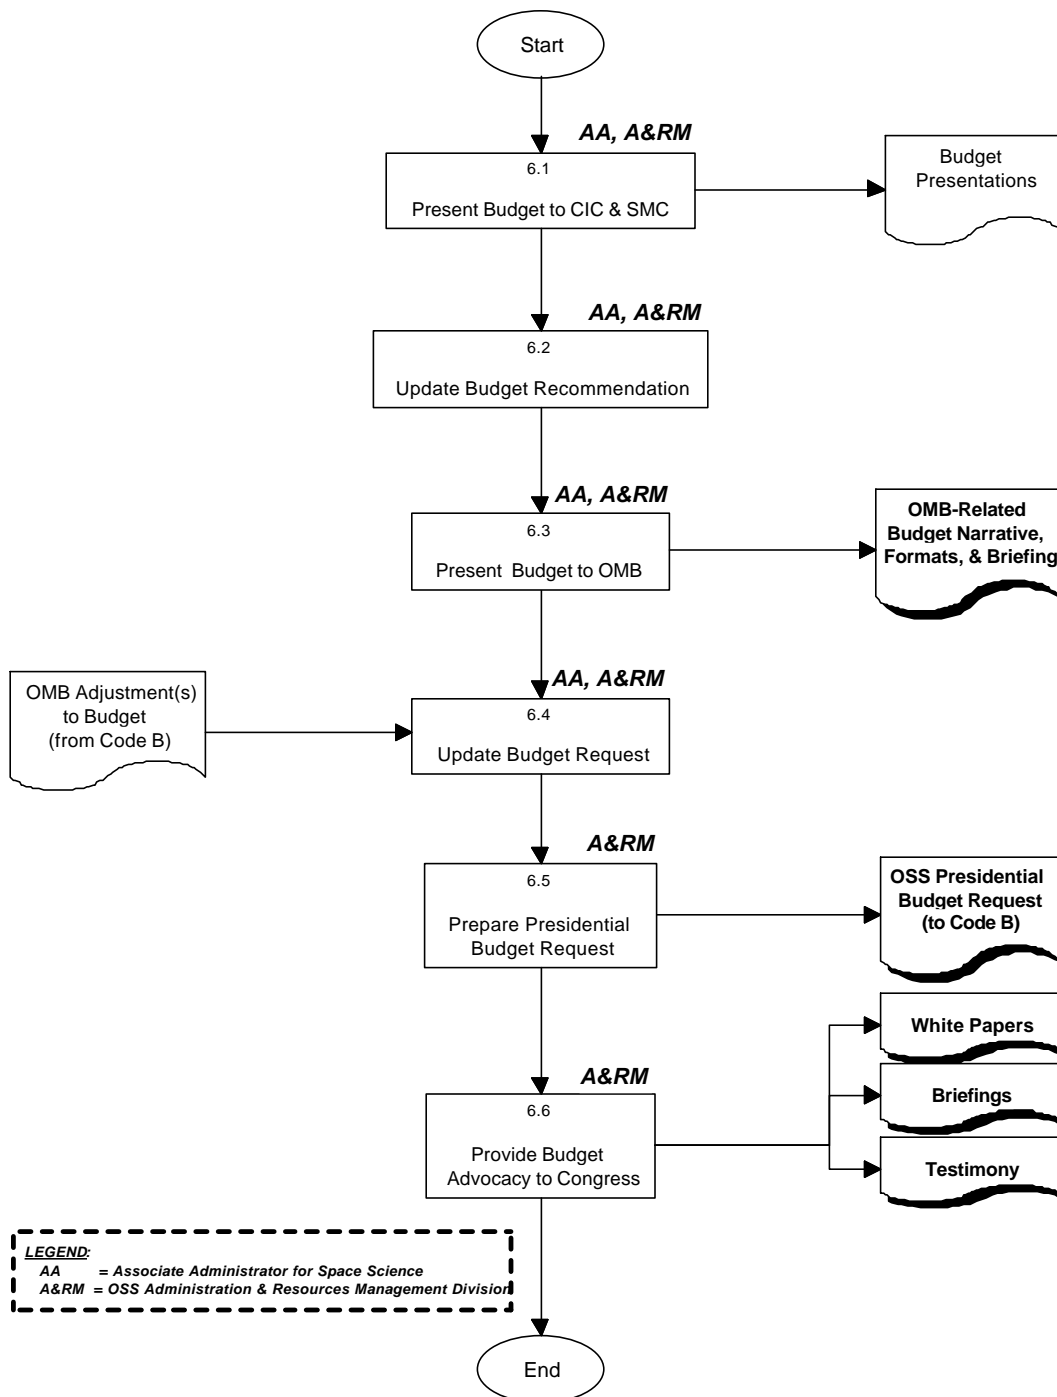 Start
AA, A&RM
6.1
Present Budget to CIC & SMC
Budget
Presentations
AA, A&RM
6.2
Update Budget Recommendation
AA, A&RM
6.3
Present Budget to OMB
OMB-Related
Budget Narrative,
Formats, & Briefing
OMB Adjustment(s)
to Budget
(from Code B)
AA, A&RM
6.4
Update Budget Request
A&RM
6.5
Prepare Presidential
Budget Request
OSS Presidential
Budget Request
(to Code B)
White Papers
A&RM
6.6
Provide Budget
Advocacy to Congress
Briefings
Testimony
LEGEND:
AA = Associate Administrator for Space Science
A&RM = OSS Administration & Resources Management Division
End